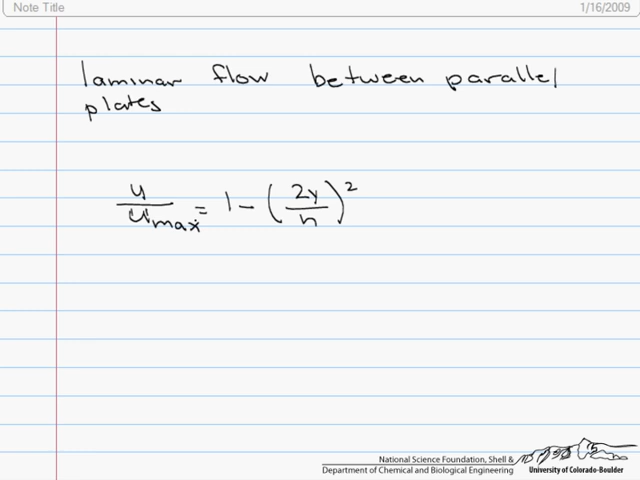 Note Title
1/16/2009
laminar flow between parallel
plates
u/u_max = 1 - (2y/h)^2
National Science Foundation, Shell &
Department of Chemical and Biological Engineering
University of Colorado-Boulder